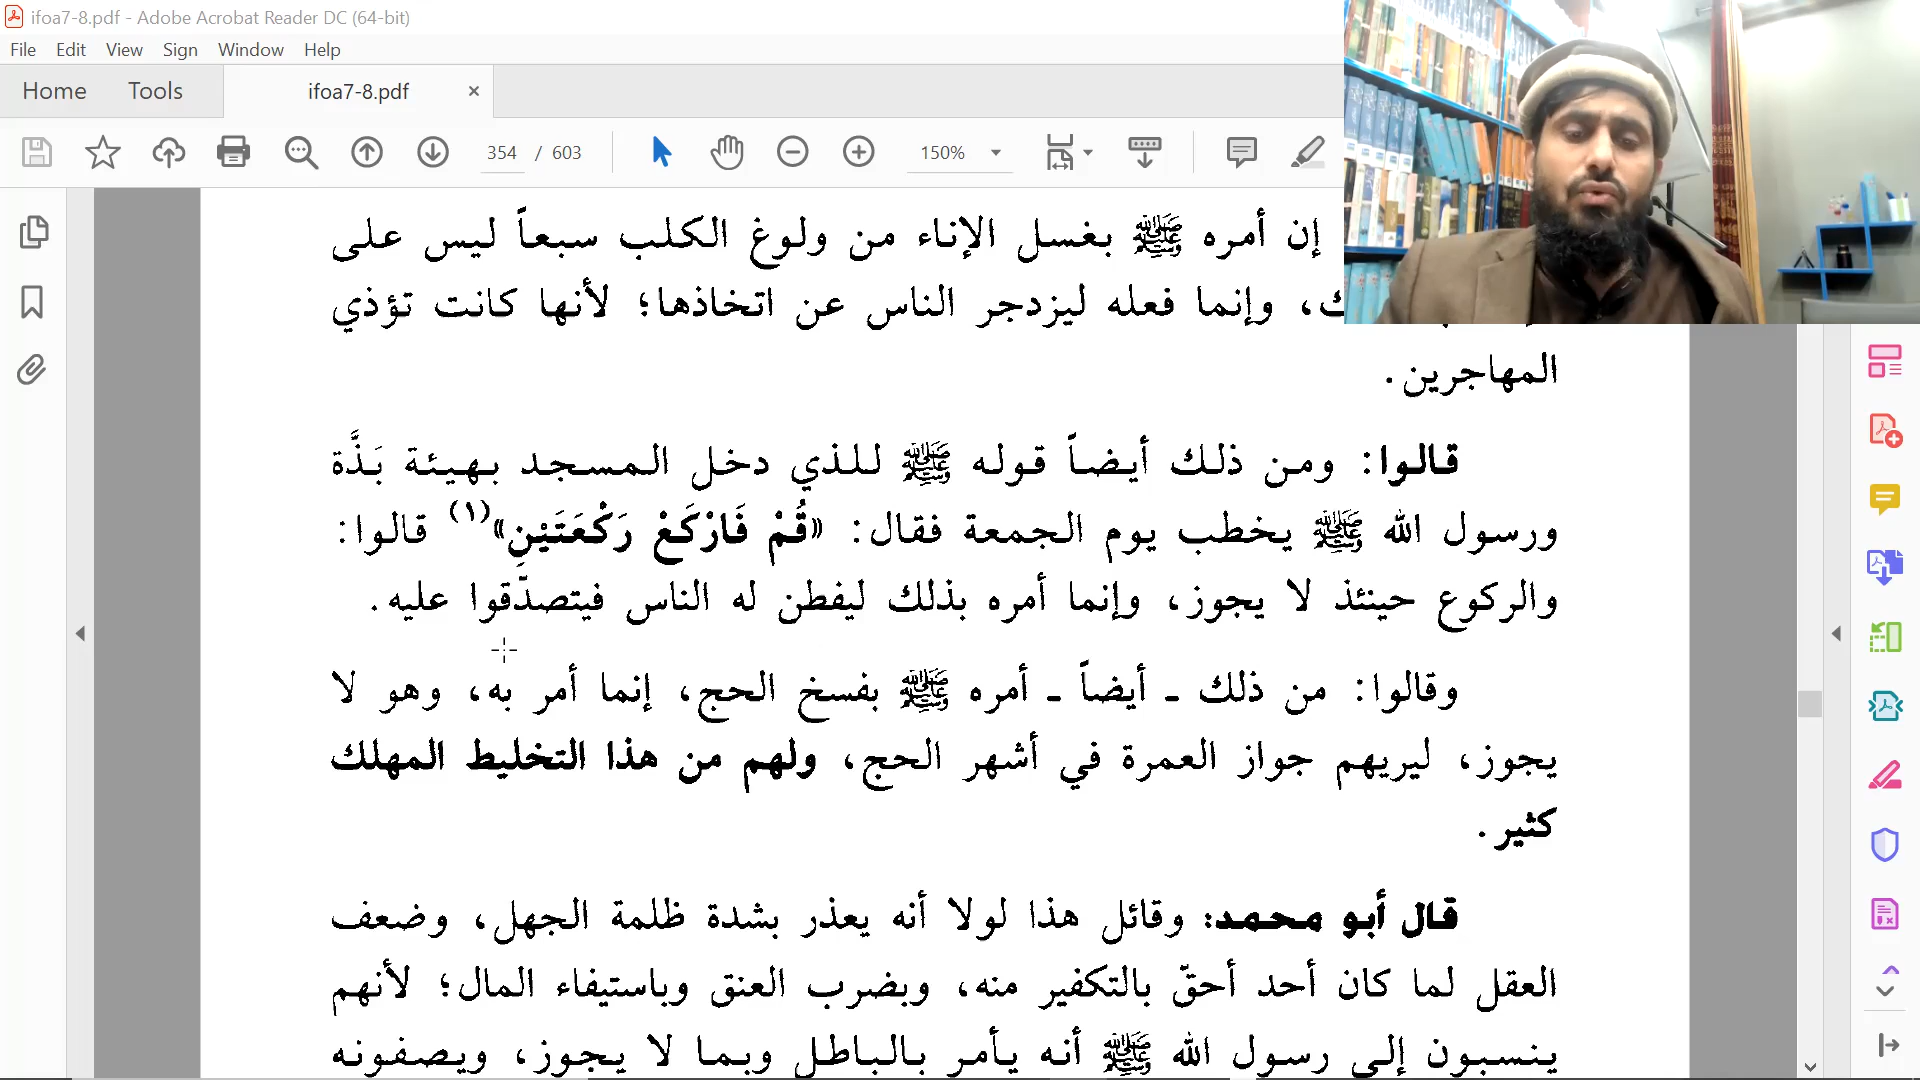 ifoa7-8.pdf - Adobe Acrobat Reader DC (64-bit)
File Edit View Sign Window Help
Home Tools ifoa7-8.pdf ×
354 / 603 150%
إن أمره ﷺ بغسل الإناء من ولوغ الكلب سبعاً ليس على
وإنما فعله ليزدجر الناس عن اتخاذها؛ لأنها كانت تؤذي
المهاجرين.
قالوا: ومن ذلك أيضاً قوله ﷺ للذي دخل المسجد بهيئة بَذَّة
ورسول الله ﷺ يخطب يوم الجمعة فقال: «قُمْ فَارْكَعْ رَكْعَتَيْنِ»(١) قالوا:
والركوع حينئذ لا يجوز، وإنما أمره بذلك ليفطن له الناس فيتصدّقوا عليه.
وقالوا: من ذلك ـ أيضاً ـ أمره ﷺ بفسخ الحج، إنما أمر به، وهو لا
يجوز، ليريهم جواز العمرة في أشهر الحج، ولهم من هذا التخليط المهلك
كثير.
قال أبو محمد: وقائل هذا لولا أنه يعذر بشدة ظلمة الجهل، وضعف
العقل لما كان أحد أحقّ بالتكفير منه، وبضرب العنق وباستيفاء المال؛ لأنهم
ينسبون إلى رسول الله ﷺ أنه يأمر بالباطل وبما لا يجوز، ويصفونه